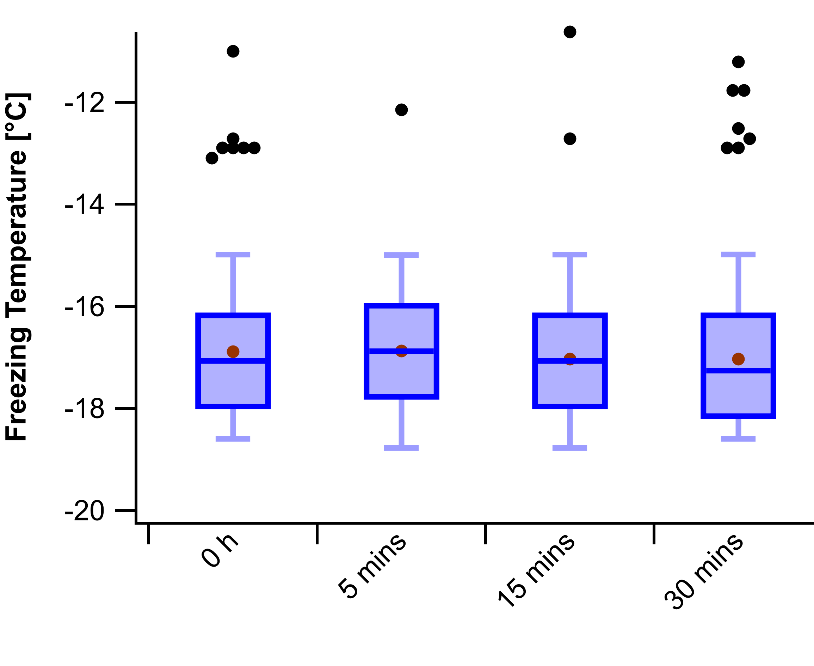 Freezing Temperature [°C]
-12
-14
-16
-18
-20
0 h
5 mins
15 mins
30 mins